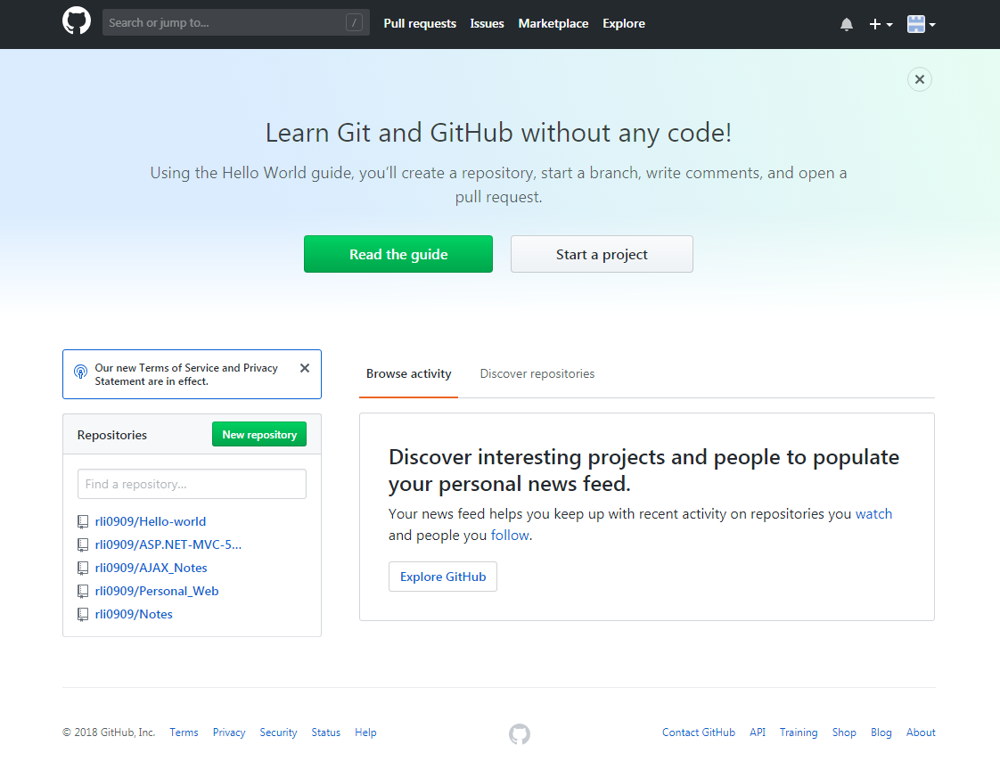 Search or jump to... / Pull requests Issues Marketplace Explore
Learn Git and GitHub without any code!
Using the Hello World guide, you’ll create a repository, start a branch, write comments, and open a
pull request.
Read the guide Start a project
Our new Terms of Service and Privacy
Statement are in effect.
Browse activity Discover repositories
Repositories New repository
Find a repository...
rli0909/Hello-world
rli0909/ASP.NET-MVC-5...
rli0909/AJAX_Notes
rli0909/Personal_Web
rli0909/Notes
Discover interesting projects and people to populate
your personal news feed.
Your news feed helps you keep up with recent activity on repositories you watch
and people you follow.
Explore GitHub
© 2018 GitHub, Inc. Terms Privacy Security Status Help Contact GitHub API Training Shop Blog About